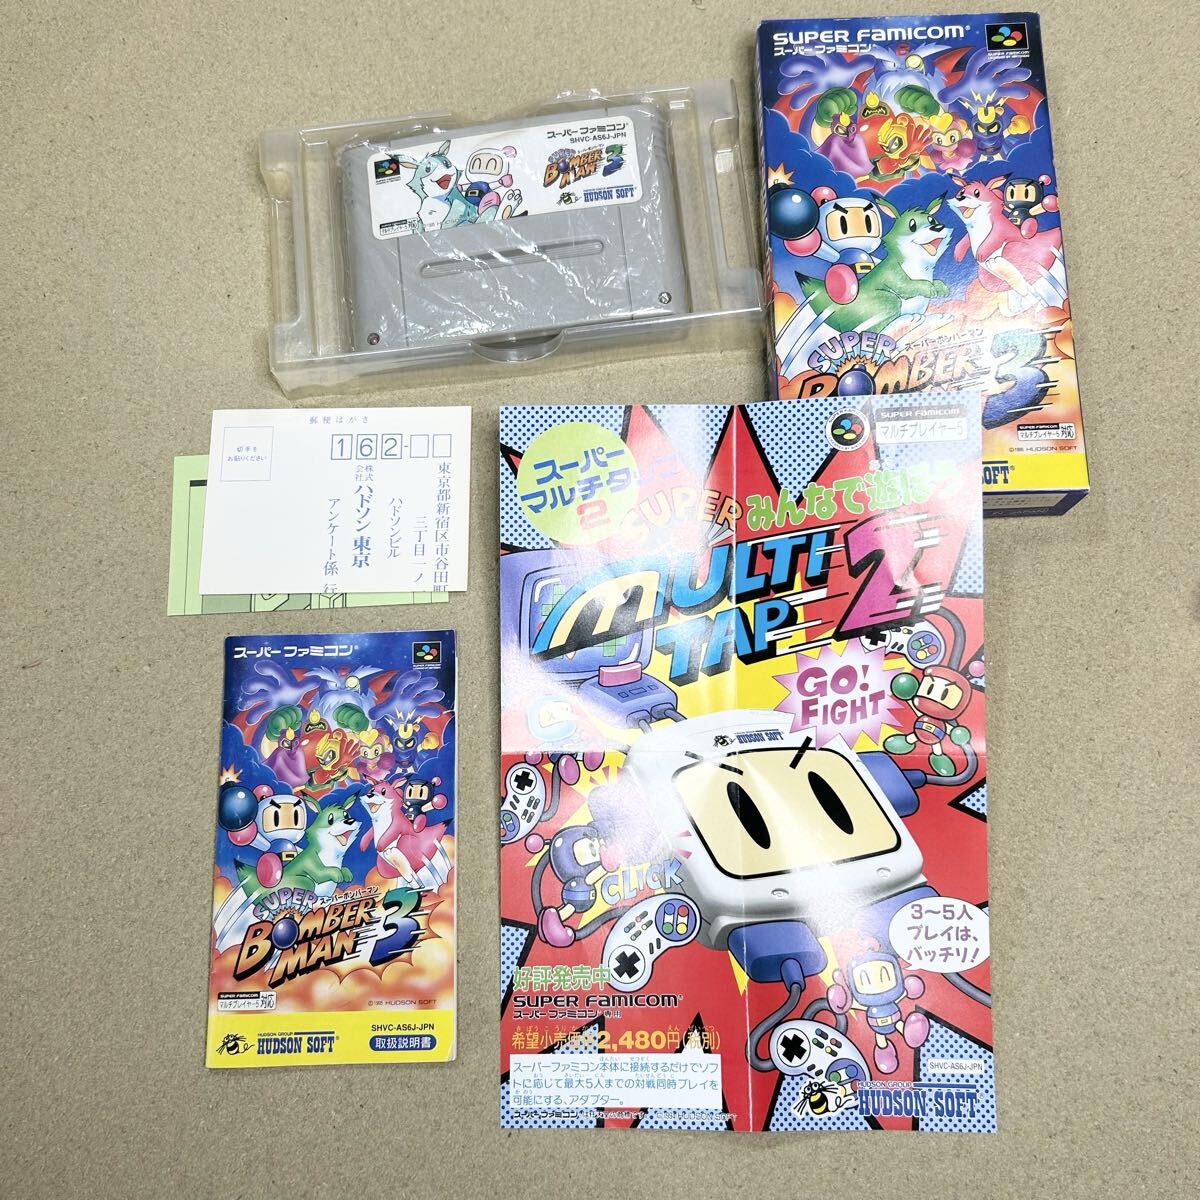 スーパーファミコン
SHVC-AS6J-JPN
SUPER
BOMBER
MAN 3
HUDSON SOFT
SUPER FAMICOM
スーパーファミコン
SUPER
スーパーボンバーマン
BOMBER
3
マルチプレイヤー5 対応
©1995 HUDSON SOFT
SOFT
郵便はがき
切手を
お貼りください
162-
東京都新宿区市谷田町
三丁目一ノ
ハドソンビル
株式
会社
ハドソン 東京
アンケート係 行
スーパーファミコン
SUPER
スーパーボンバーマン
BOMBER
MAN 3
SUPER FAMICOM
マルチプレイヤー5 対応
©1995 HUDSON SOFT
HUDSON GROUP
HUDSON SOFT
SHVC-AS6J-JPN
取扱説明書
SUPER FAMICOM
マルチプレイヤー5
スーパー
マルチタップ
2
みんなで遊ぼう
SUPER
MULTI
TAP 2
GO!
FIGHT
HUDSON SOFT
CLICK
3～5人
プレイは、
バッチリ!
好評発売中
SUPER FAMICOM
スーパーファミコン専用
希望小売価格2,480円(税別)
スーパーファミコン本体に接続するだけでソフ
トに応じて最大5人までの対戦同時プレイを
可能にする、アダプター。
SHVC-AS6J-JPN
HUDSON GROUP
HUDSON SOFT